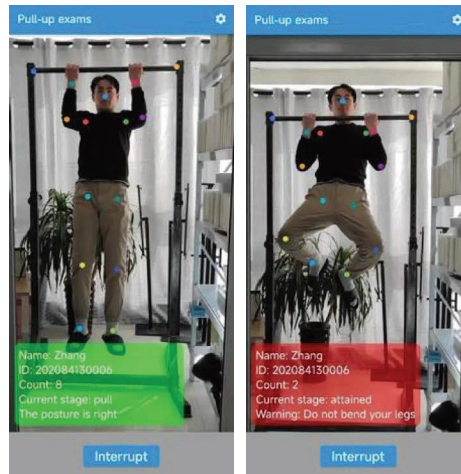 Pull-up exams
Name: Zhang
ID: 202084130006
Count: 8
Current stage: pull
The posture is right
Interrupt
Pull-up exams
Name: Zhang
ID: 202084130006
Count: 2
Current stage: attained
Warning: Do not bend your legs
Interrupt